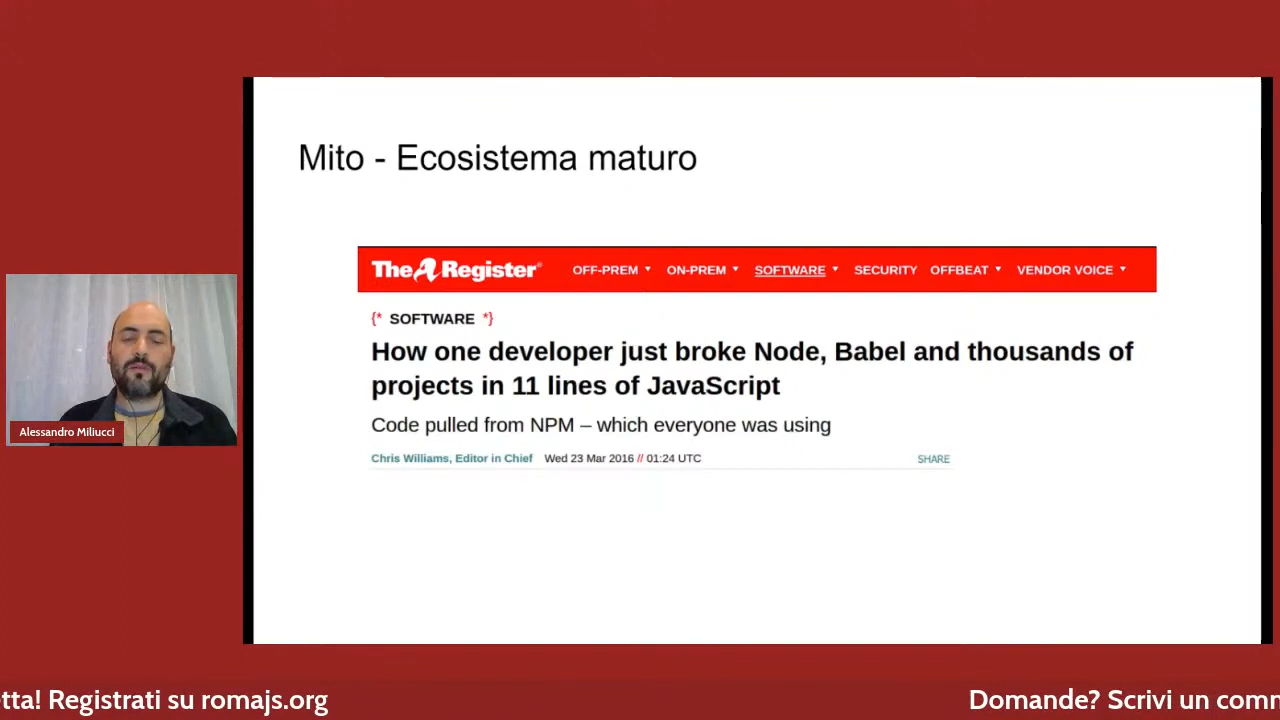 Mito - Ecosistema maturo
The Register®
OFF-PREM ON-PREM SOFTWARE SECURITY OFFBEAT VENDOR VOICE
{* SOFTWARE *}
How one developer just broke Node, Babel and thousands of
projects in 11 lines of JavaScript
Code pulled from NPM – which everyone was using
Chris Williams, Editor in Chief Wed 23 Mar 2016 // 01:24 UTC SHARE
Alessandro Miliucci
tta! Registrati su romajs.org
Domande? Scrivi un comm